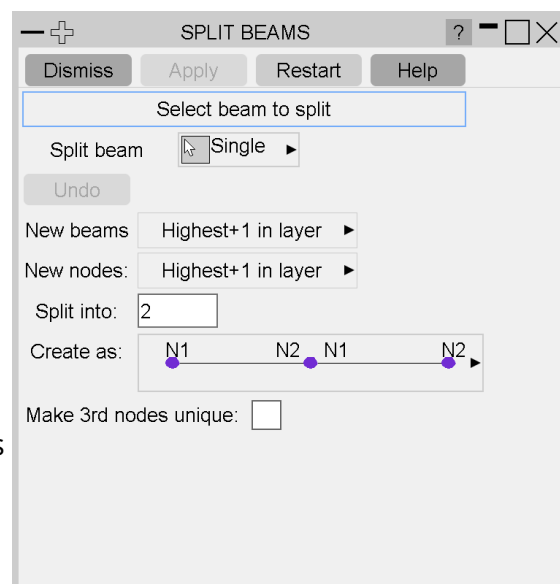 SPLIT BEAMS ?
Dismiss Apply Restart Help
Select beam to split
Split beam Single
Undo
New beams Highest+1 in layer
New nodes: Highest+1 in layer
Split into: 2
Create as: N1 N2 N1 N2
Make 3rd nodes unique:
s